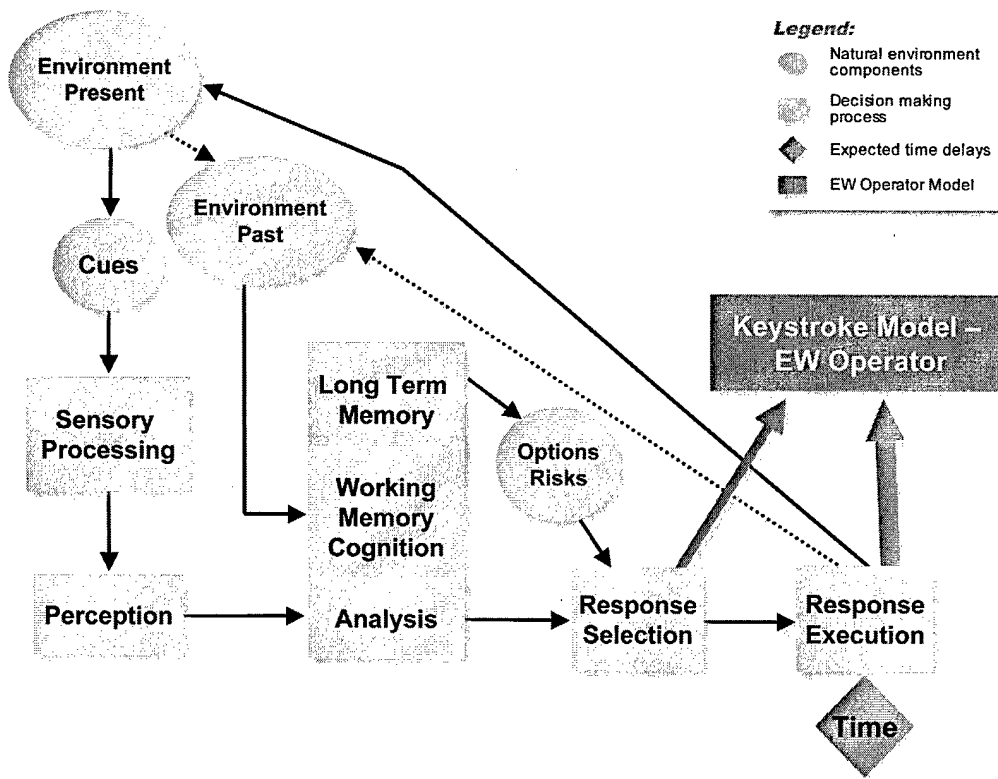 Legend:
Natural environment
components
Decision making
process
Expected time delays
EW Operator Model
Environment
Present
Environment
Past
Cues
Keystroke Model –
EW Operator
Long Term
Memory
Sensory
Processing
Options
Risks
Working
Memory
Cognition
Perception
Analysis
Response
Selection
Response
Execution
Time